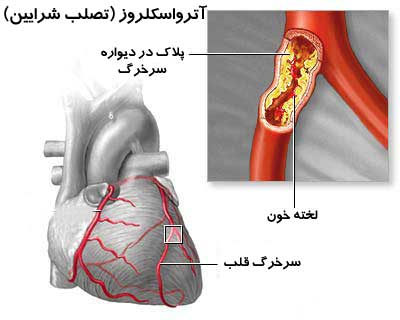 آترواسکلروز (تصلب شرایین)
پلاک در دیواره
سرخرگ
لخته خون
سرخرگ قلب